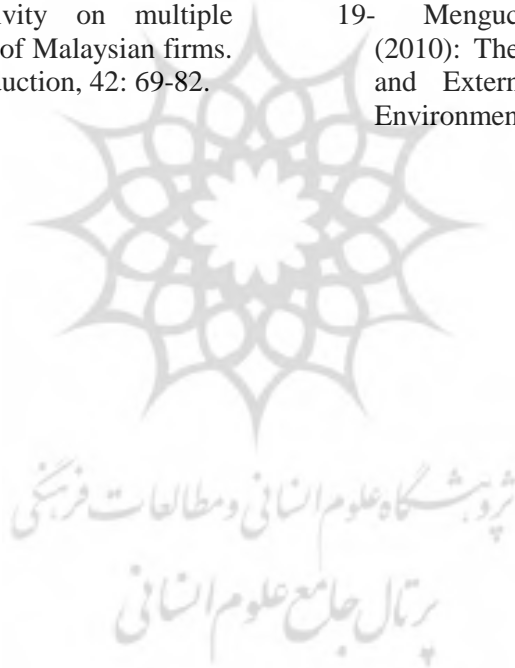 ivity on multiple
of Malaysian firms.
uction, 42: 69-82.
19- Menguc
(2010): The
and Extern
Environmen
پژوهشگاه علوم انسانی و مطالعات فرهنگی
پرتال جامع علوم انسانی